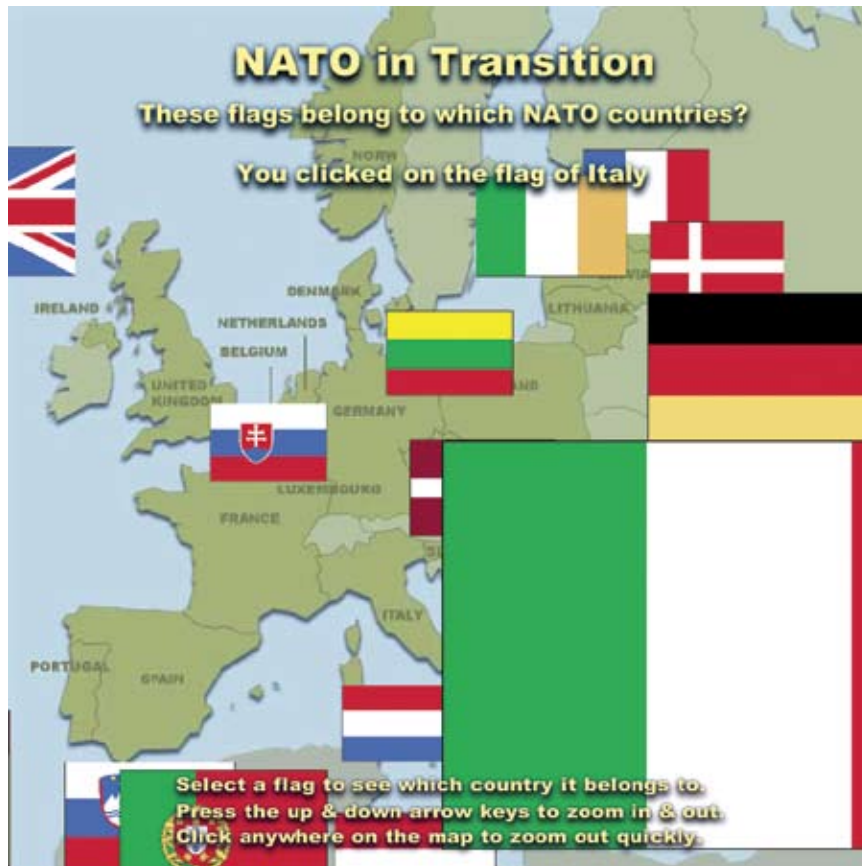 NATO in Transition
These flags belong to which NATO countries?
NORW
You clicked on the flag of Italy
DENMARK
IRELAND
LITHUANIA
NETHERLANDS
BELGIUM
UNITED
KINGDOM
GERMANY
LUXEMBOURG
FRANCE
ITALY
PORTUGAL
SPAIN
Select a flag to see which country it belongs to.
Press the up & down arrow keys to zoom in & out.
Click anywhere on the map to zoom out quickly.